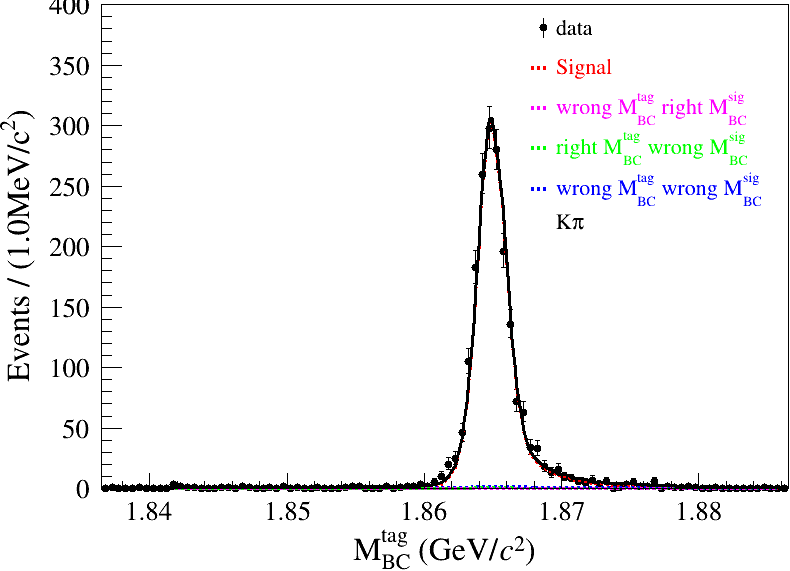 400
350
300
250
200
150
100
50
0
Events / (1.0MeV/c²)
data
Signal
wrong M_BC^tag right M_BC^sig
right M_BC^tag wrong M_BC^sig
wrong M_BC^tag wrong M_BC^sig
Kπ
1.84 1.85 1.86 1.87 1.88
M_BC^tag (GeV/c²)